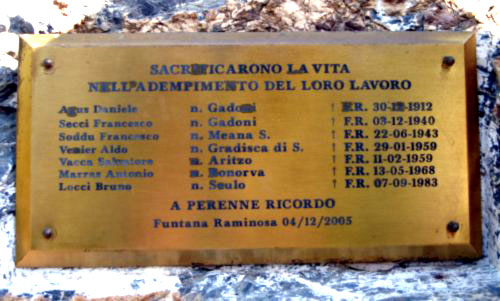 SACRIFICARONO LA VITA
NELL'ADEMPIMENTO DEL LORO LAVORO
Agus Daniele n. Gadoni † F.R. 30-12-1912
Secci Francesco n. Gadoni † F.R. 03-12-1940
Soddu Francesco n. Meana S. † F.R. 22-06-1943
Venier Aldo n. Gradisca di S. † F.R. 29-01-1959
Vacca Salvatore n. Aritzo † F.R. 11-02-1959
Marras Antonio n. Bonorva † F.R. 13-05-1968
Locci Bruno n. Seulo † F.R. 07-09-1983
A PERENNE RICORDO
Funtana Raminosa 04/12/2005